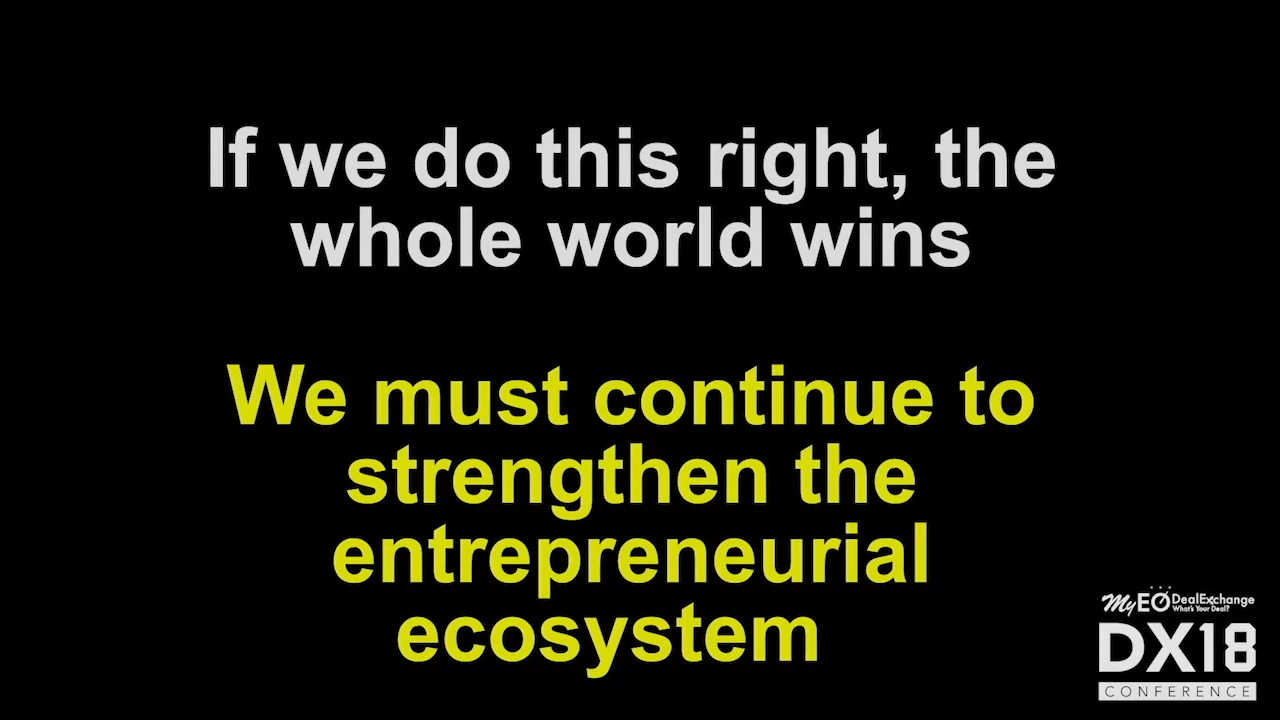 If we do this right, the
whole world wins
We must continue to
strengthen the
entrepreneurial
ecosystem
MyEO DealExchange
What's Your Deal?
DX18
CONFERENCE